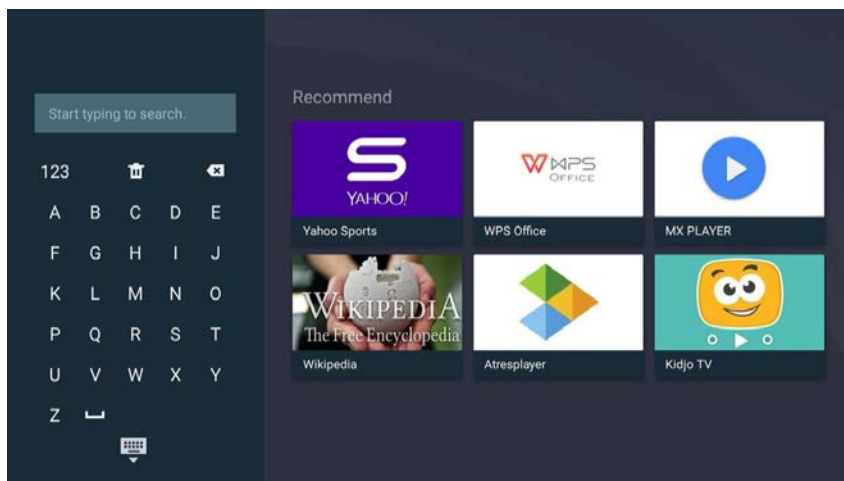 Start typing to search.
123
A B C D E
F G H I J
K L M N O
P Q R S T
U V W X Y
Z
Recommend
YAHOO!
Yahoo Sports
WPS
OFFICE
WPS Office
MX PLAYER
WIKIPEDIA
The Free Encyclopedia
Wikipedia
Atresplayer
Kidjo TV